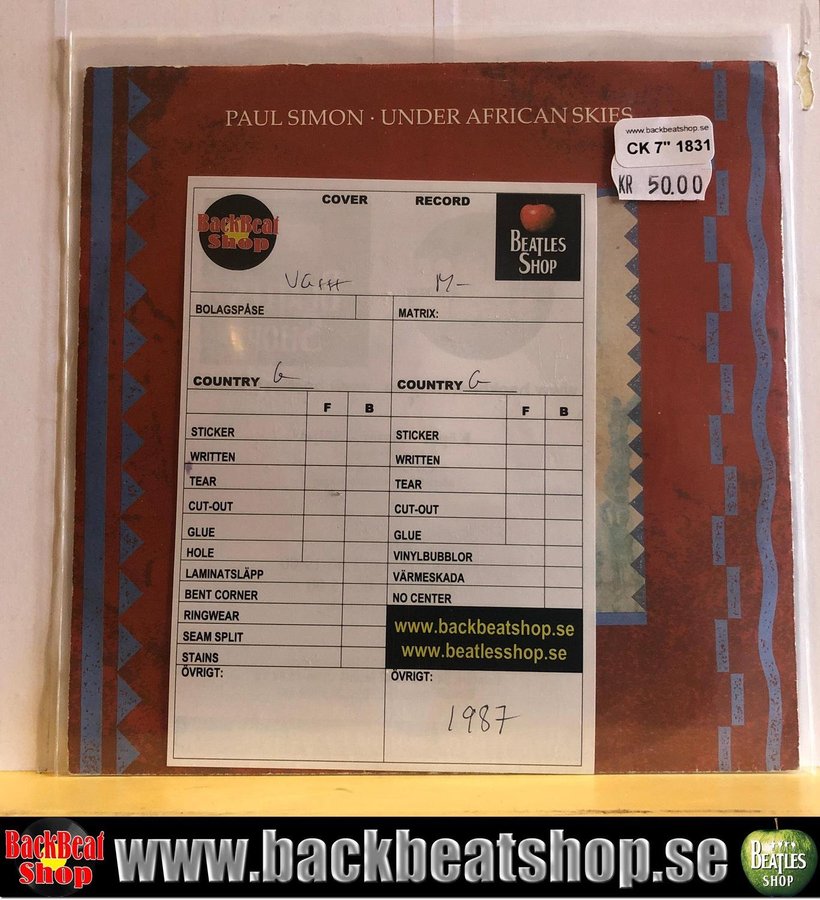 PAUL SIMON · UNDER AFRICAN SKIES
www.backbeatshop.se
CK 7" 1831
KR 50.00
BackBeat
Shop
COVER
RECORD
BEATLES
SHOP
VG+++
M-
BOLAGSPÅSE
MATRIX:
COUNTRY G
COUNTRY G
F B
F B
STICKER
STICKER
WRITTEN
WRITTEN
TEAR
TEAR
CUT-OUT
CUT-OUT
GLUE
GLUE
HOLE
VINYLBUBBLOR
LAMINATSLÄPP
VÄRMESKADA
BENT CORNER
NO CENTER
RINGWEAR
SEAM SPLIT
STAINS
www.backbeatshop.se
www.beatlesshop.se
ÖVRIGT:
ÖVRIGT:
1987
BackBeat
Shop
www.backbeatshop.se
BEATLES
SHOP